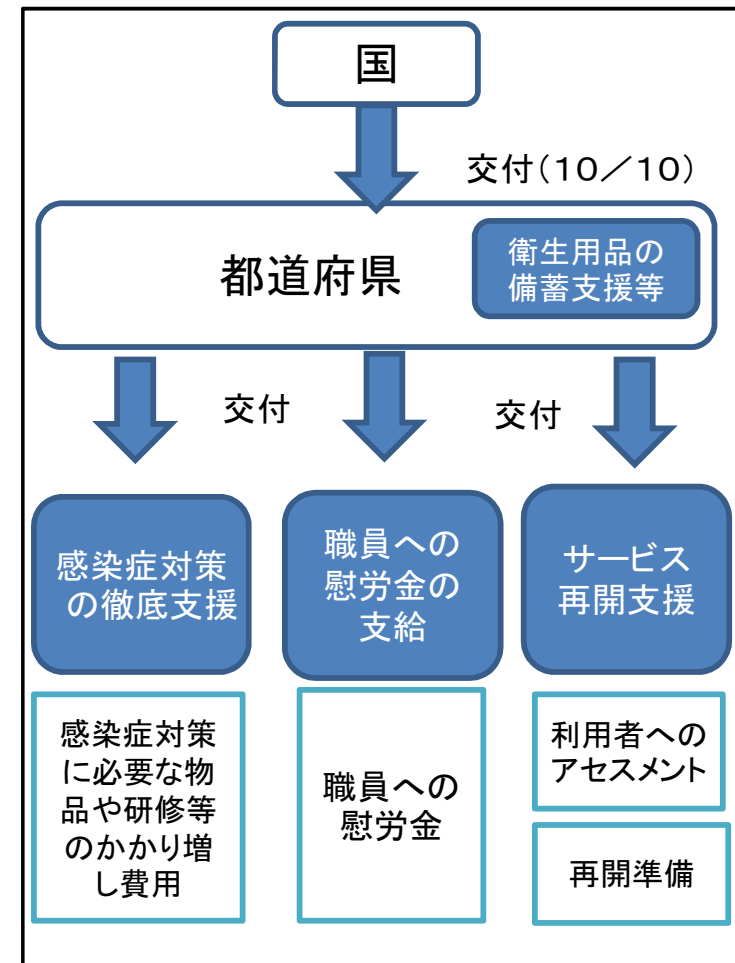 国
交付(10/10)
都道府県
衛生用品の
備蓄支援等
交付
交付
感染症対策
の徹底支援
職員への
慰労金の
支給
サービス
再開支援
感染症対策
に必要な物
品や研修等
のかかり増
し費用
職員への
慰労金
利用者への
アセスメント
再開準備